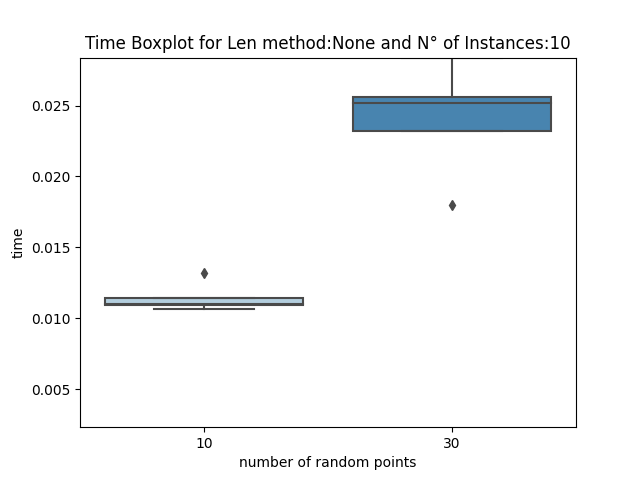 Time Boxplot for Len method:None and N° of Instances:10
0.025
0.020
0.015
0.010
0.005
time
10 30
number of random points